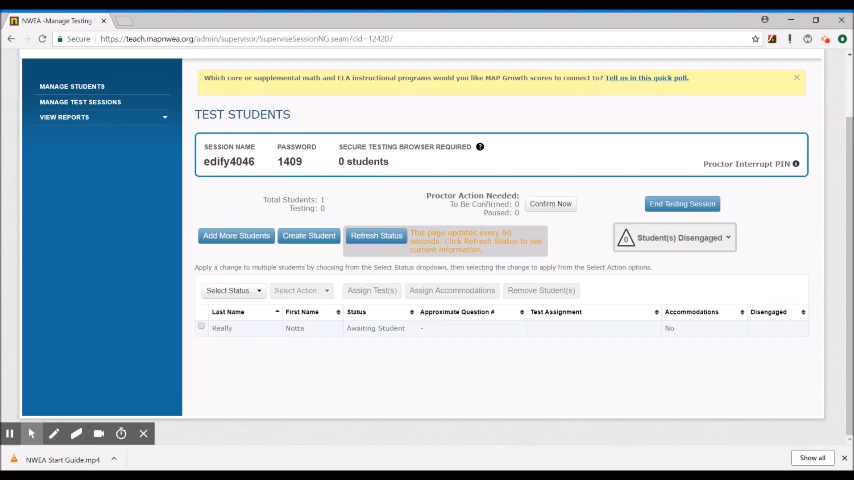 NWEA -Manage Testing S
Secure
https://teach.mapnwea.org/admin/supervisor/SuperviseSessionNG.seam?cid=124207
Which core or supplemental math and ELA instructional programs would you like MAP Growth scores to connect to? Tell us in this quick poll.
MANAGE STUDENTS
MANAGE TEST SESSIONS
VIEW REPORTS
TEST STUDENTS
SESSION NAME PASSWORD SECURE TESTING BROWSER REQUIRED ?
edify4046 1409 0 students
Proctor Interrupt PIN
Total Students: 1
Testing: 0
Proctor Action Needed:
To Be Confirmed: 0
Paused: 0
Confirm Now
End Testing Session
Add More Students Create Student Refresh Status
This page updates every 60
seconds. Click Refresh Status to see
current information.
0 Student(s) Disengaged
Apply a change to multiple students by choosing from the Select Status dropdown, then selecting the change to apply from the Select Action options.
Select Status... Select Action Assign Test(s) Assign Accommodations Remove Student(s)
Last Name First Name Status Approximate Question # Test Assignment Accommodations Disengaged
Really Notta Awaiting Student - No
NWEA Start Guide.mp4
Show all